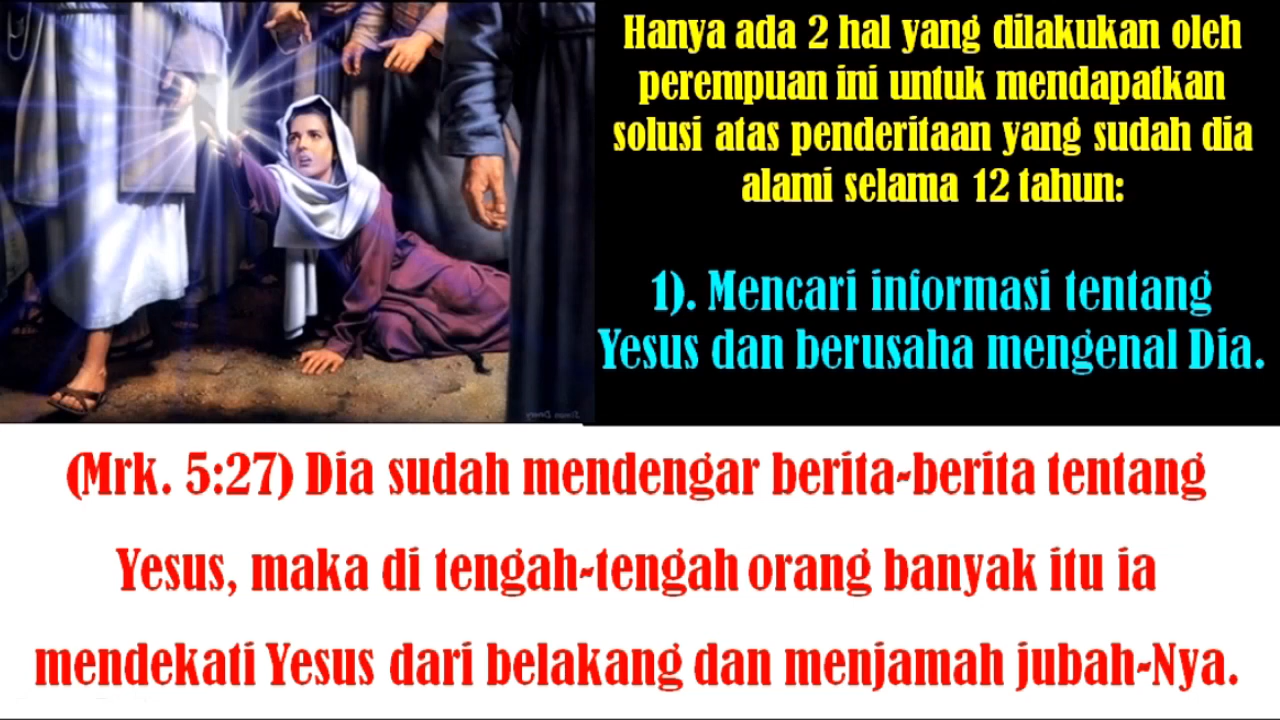 Hanya ada 2 hal yang dilakukan oleh
perempuan ini untuk mendapatkan
solusi atas penderitaan yang sudah dia
alami selama 12 tahun:
1). Mencari informasi tentang
Yesus dan berusaha mengenal Dia.
(Mrk. 5:27) Dia sudah mendengar berita-berita tentang
Yesus, maka di tengah-tengah orang banyak itu ia
mendekati Yesus dari belakang dan menjamah jubah-Nya.